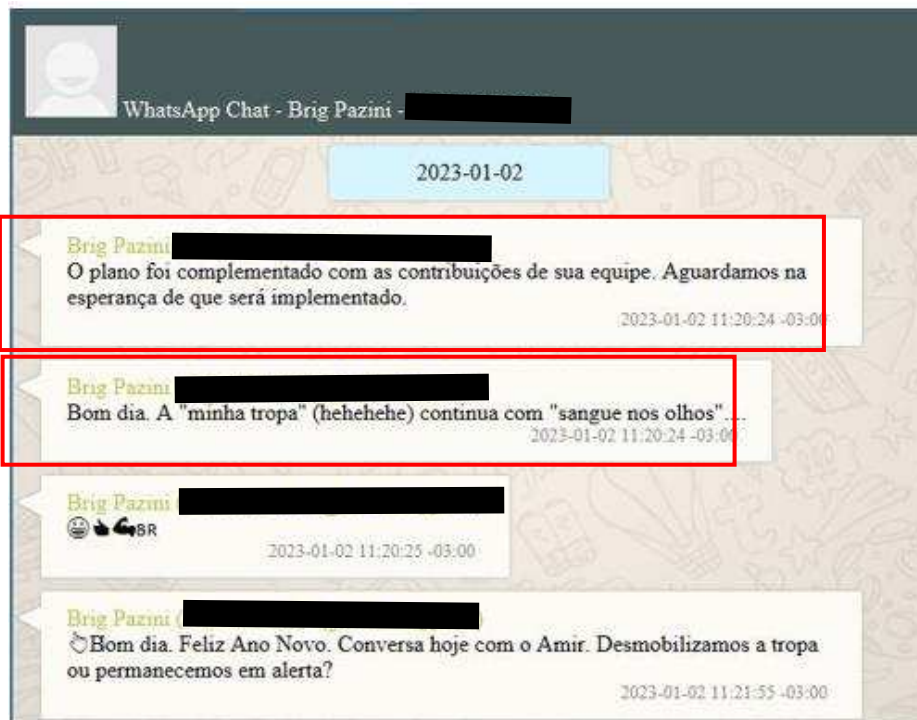 WhatsApp Chat - Brig Pazini -
2023-01-02
Brig Pazini
O plano foi complementado com as contribuições de sua equipe. Aguardamos na
esperança de que será implementado.
2023-01-02 11:20:24 -03:00
Brig Pazini
Bom dia. A "minha tropa" (hehehehe) continua com "sangue nos olhos"....
2023-01-02 11:20:24 -03:00
Brig Pazini (
😀👍💪BR
2023-01-02 11:20:25 -03:00
Brig Pazini ( )
👆Bom dia. Feliz Ano Novo. Conversa hoje com o Amir. Desmobilizamos a tropa
ou permanecemos em alerta?
2023-01-02 11:21:55 -03:00